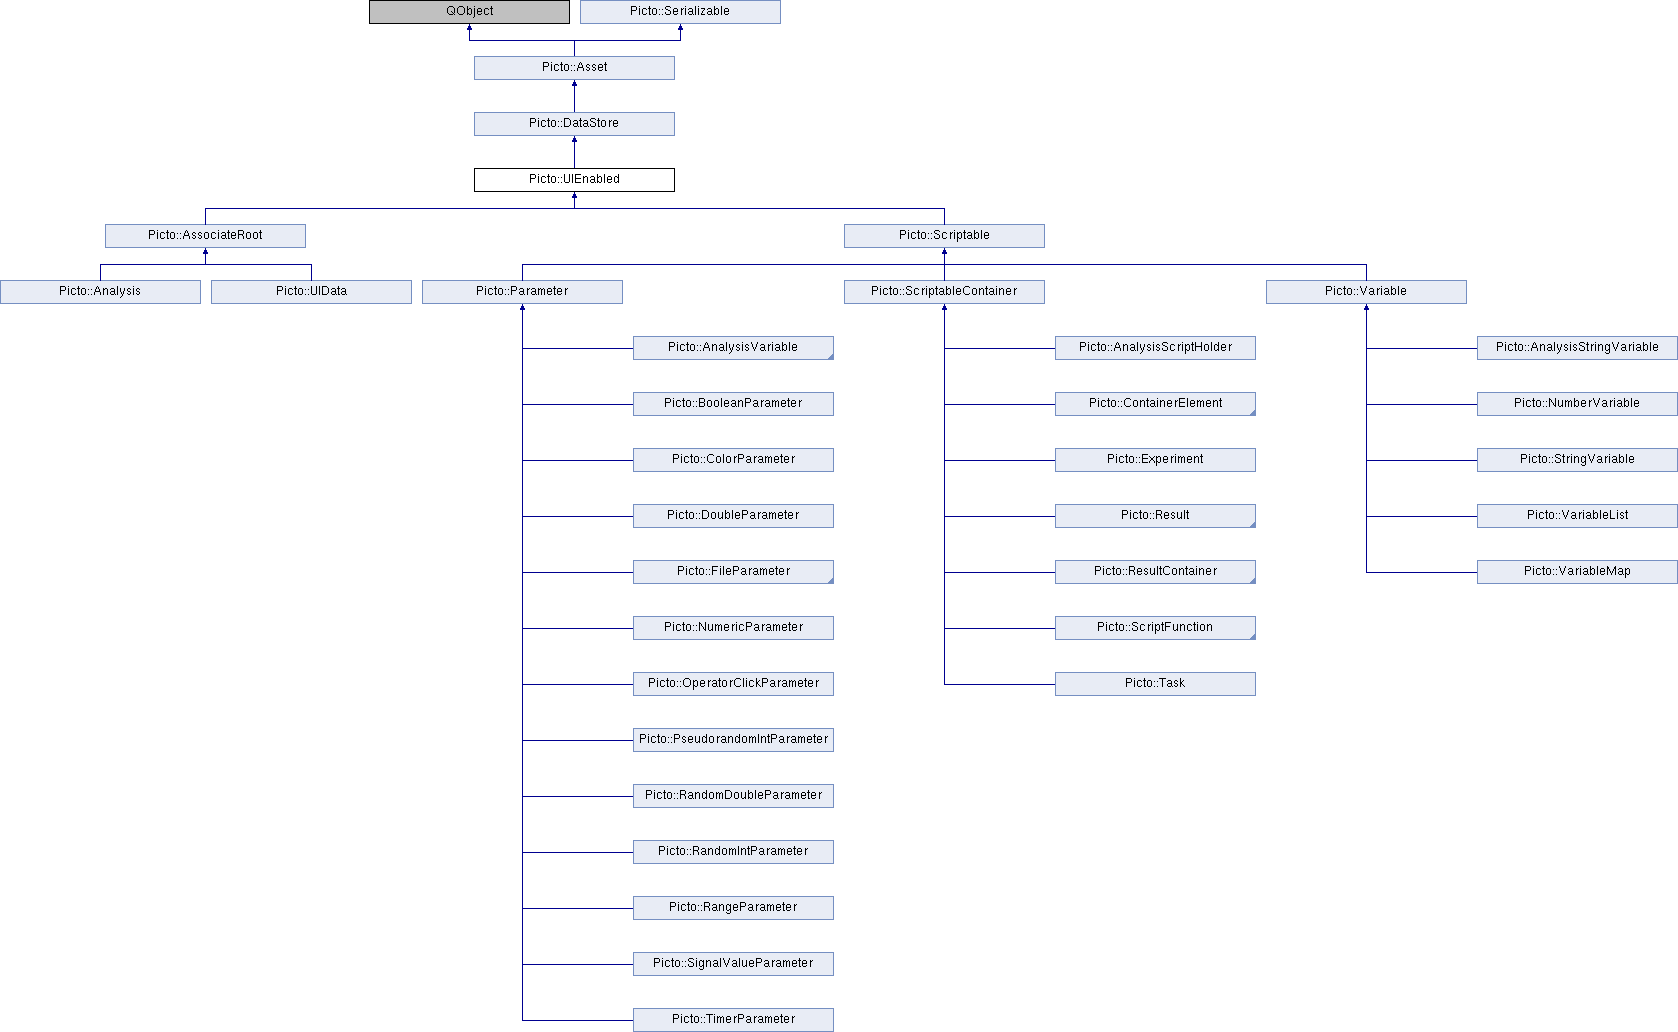 QObject
Picto::Serializable
Picto::Asset
Picto::DataStore
Picto::UIEnabled
Picto::AssociateRoot
Picto::Scriptable
Picto::Analysis
Picto::UIData
Picto::Parameter
Picto::ScriptableContainer
Picto::Variable
Picto::AnalysisVariable
Picto::AnalysisScriptHolder
Picto::AnalysisStringVariable
Picto::BooleanParameter
Picto::ContainerElement
Picto::NumberVariable
Picto::ColorParameter
Picto::Experiment
Picto::StringVariable
Picto::DoubleParameter
Picto::Result
Picto::VariableList
Picto::FileParameter
Picto::ResultContainer
Picto::VariableMap
Picto::NumericParameter
Picto::ScriptFunction
Picto::OperatorClickParameter
Picto::Task
Picto::PseudorandomIntParameter
Picto::RandomDoubleParameter
Picto::RandomIntParameter
Picto::RangeParameter
Picto::SignalValueParameter
Picto::TimerParameter